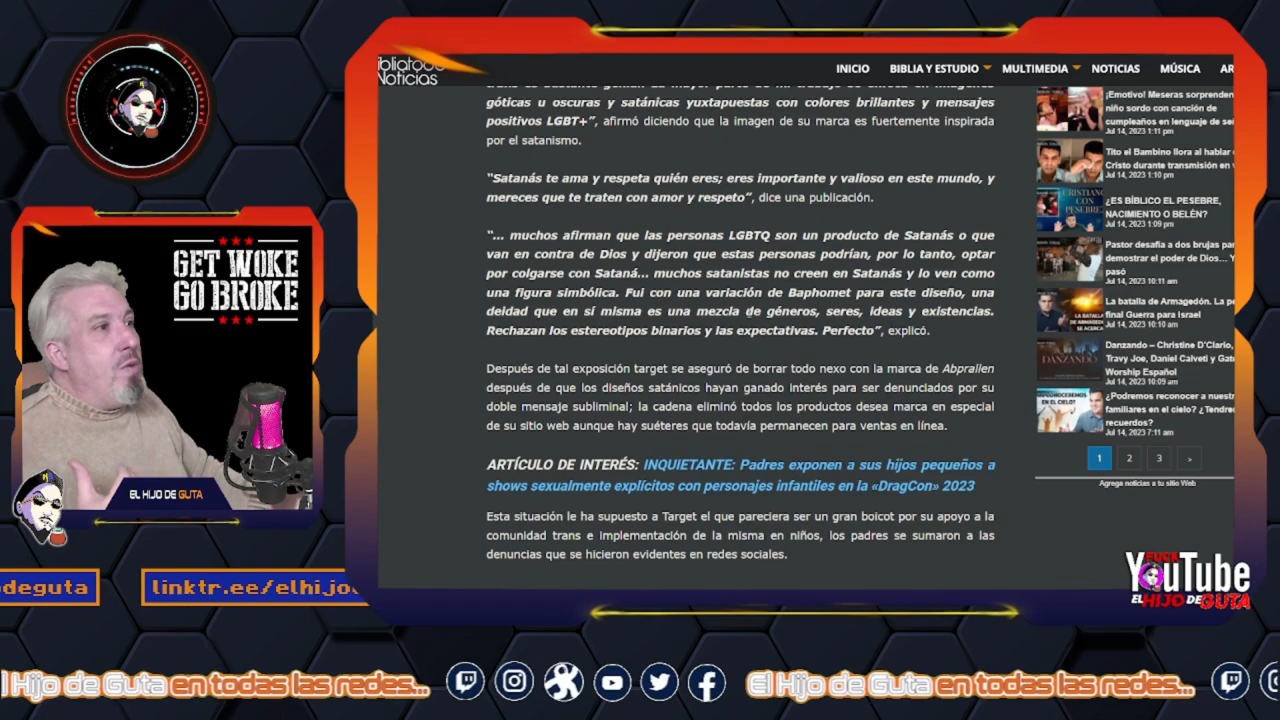 GET WOKE
GO BROKE
EL HIJO DE GUTA
deguta
linktr.ee/elhijo
Noticias
INICIO
BIBLIA Y ESTUDIO
MULTIMEDIA
NOTICIAS
MÚSICA
AR
góticas u oscuras y satánicas yuxtapuestas con colores brillantes y mensajes
positivos LGBT+”, afirmó diciendo que la imagen de su marca es fuertemente inspirada
por el satanismo.
“Satanás te ama y respeta quién eres; eres importante y valioso en este mundo, y
mereces que te traten con amor y respeto”, dice una publicación.
“... muchos afirman que las personas LGBTQ son un producto de Satanás o que
van en contra de Dios y dijeron que estas personas podrían, por lo tanto, optar
por colgarse con Sataná... muchos satanistas no creen en Satanás y lo ven como
una figura simbólica. Fui con una variación de Baphomet para este diseño, una
deidad que en sí misma es una mezcla de géneros, seres, ideas y existencias.
Rechazan los estereotipos binarios y las expectativas. Perfecto”, explicó.
Después de tal exposición target se aseguró de borrar todo nexo con la marca de Abprallen
después de que los diseños satánicos hayan ganado interés para ser denunciados por su
doble mensaje subliminal; la cadena eliminó todos los productos desea marca en especial
de su sitio web aunque hay suéteres que todavía permanecen para ventas en línea.
ARTÍCULO DE INTERÉS: INQUIETANTE: Padres exponen a sus hijos pequeños a
shows sexualmente explícitos con personajes infantiles en la «DragCon» 2023
Esta situación le ha supuesto a Target el que pareciera ser un gran boicot por su apoyo a la
comunidad trans e implementación de la misma en niños, los padres se sumaron a las
denuncias que se hicieron evidentes en redes sociales.
¡Emotivo! Meseras sorprenden
niño sordo con canción de
cumpleaños en lenguaje de se
Jul 14, 2023 1:11 pm
Tito el Bambino llora al hablar
Cristo durante transmisión en
Jul 14, 2023 1:10 pm
¿ES BÍBLICO EL PESEBRE,
NACIMIENTO O BELÉN?
Jul 14, 2023 1:09 pm
Pastor desafía a dos brujas pa
demostrar el poder de Dios… Y
pasó
Jul 14, 2023 10:11 am
La batalla de Armagedón. La p
final Guerra para Israel
Jul 14, 2023 10:10 am
Danzando – Christine D'Clario,
Travy Joe, Daniel Calveti y Gat
Worship Español
Jul 14, 2023 10:09 am
¿Podremos reconocer a nuest
familiares en el cielo? ¿Tendre
recuerdos?
Jul 14, 2023 7:11 am
1 2 3 »
Agrega noticias a tu sitio Web
FUCK
YouTube
EL HIJO DE GUTA
l Hijo de Guta en todas las redes...
El Hijo de Guta en todas las redes...